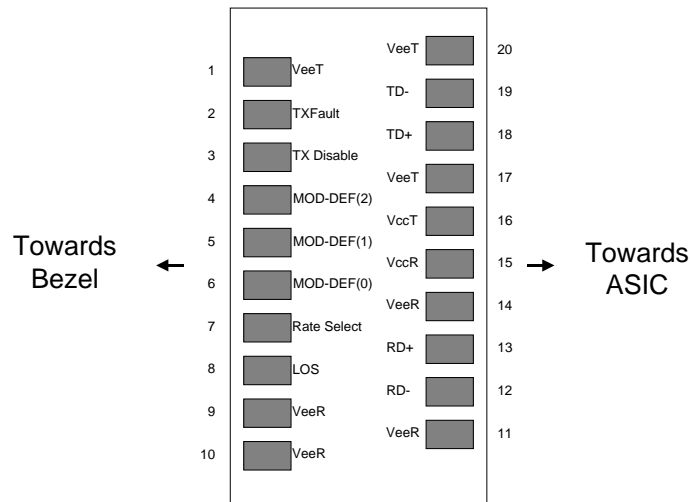 1 VeeT
2 TXFault
3 TX Disable
4 MOD-DEF(2)
5 MOD-DEF(1)
6 MOD-DEF(0)
7 Rate Select
8 LOS
9 VeeR
10 VeeR
VeeT 20
TD- 19
TD+ 18
VeeT 17
VccT 16
VccR 15
VeeR 14
RD+ 13
RD- 12
VeeR 11
Towards
Bezel
Towards
ASIC